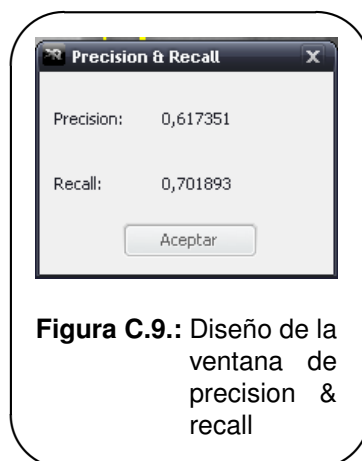 Precision & Recall
Precision: 0,617351
Recall: 0,701893
Aceptar
Figura C.9.: Diseño de la
ventana de
precision &
recall